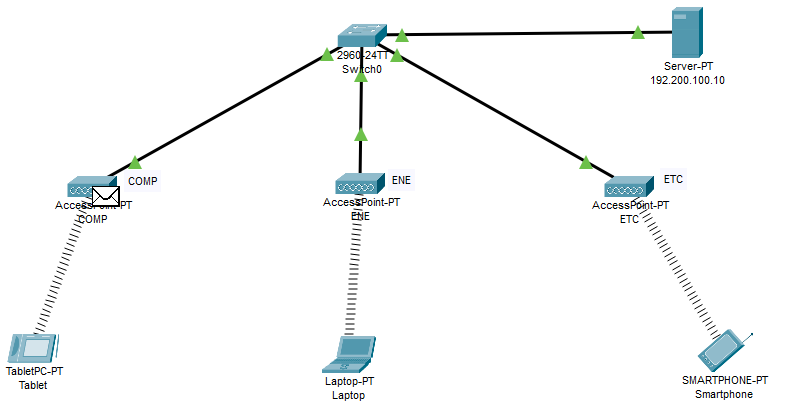 2960-24TT
Switch0
Server-PT
192.200.100.10
COMP
AccessPoint-PT
COMP
ENE
AccessPoint-PT
ENE
ETC
AccessPoint-PT
ETC
TabletPC-PT
Tablet
Laptop-PT
Laptop
SMARTPHONE-PT
Smartphone